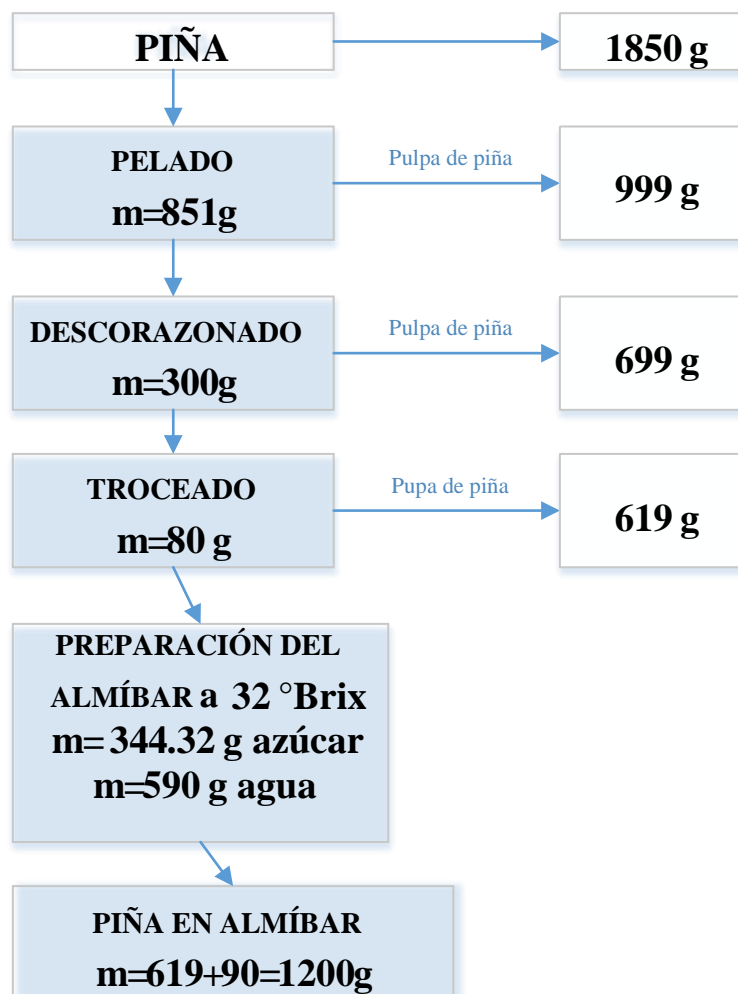 PIÑA
1850 g
PELADO
m=851g
Pulpa de piña
999 g
DESCORAZONADO
m=300g
Pulpa de piña
699 g
TROCEADO
m=80 g
Pupa de piña
619 g
PREPARACIÓN DEL
ALMÍBAR a 32 °Brix
m= 344.32 g azúcar
m=590 g agua
PIÑA EN ALMÍBAR
m=619+90=1200g